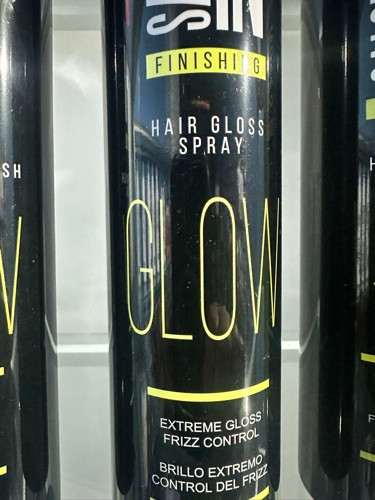 FINISHING
HAIR GLOSS
SPRAY
GLOW
EXTREME GLOSS
FRIZZ CONTROL
BRILLO EXTREMO
CONTROL DEL FRIZZ